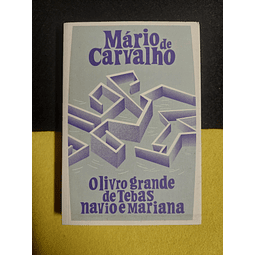 Mário de
Carvalho
O livro grande
de Tebas
navio e Mariana